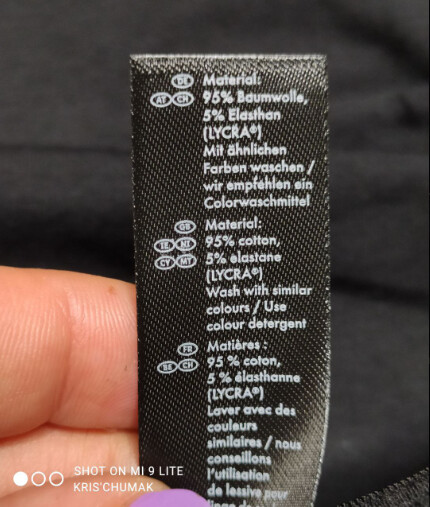 DE Material:
AT CH 95% Baumwolle,
5% Elasthan
(LYCRA®)
Mit ähnlichen
Farben waschen /
wir empfehlen ein
Colorwaschmittel
GB Material:
IE NI 95% cotton,
CY MT 5% elastane
(LYCRA®)
Wash with similar
colours / Use
colour detergent
FR Matières :
BE CH 95 % coton,
5 % élasthanne
(LYCRA®)
Laver avec des
couleurs
similaires / nous
conseillons
l'utilisation
de lessive pour
SHOT ON MI 9 LITE
KRIS'CHUMAK